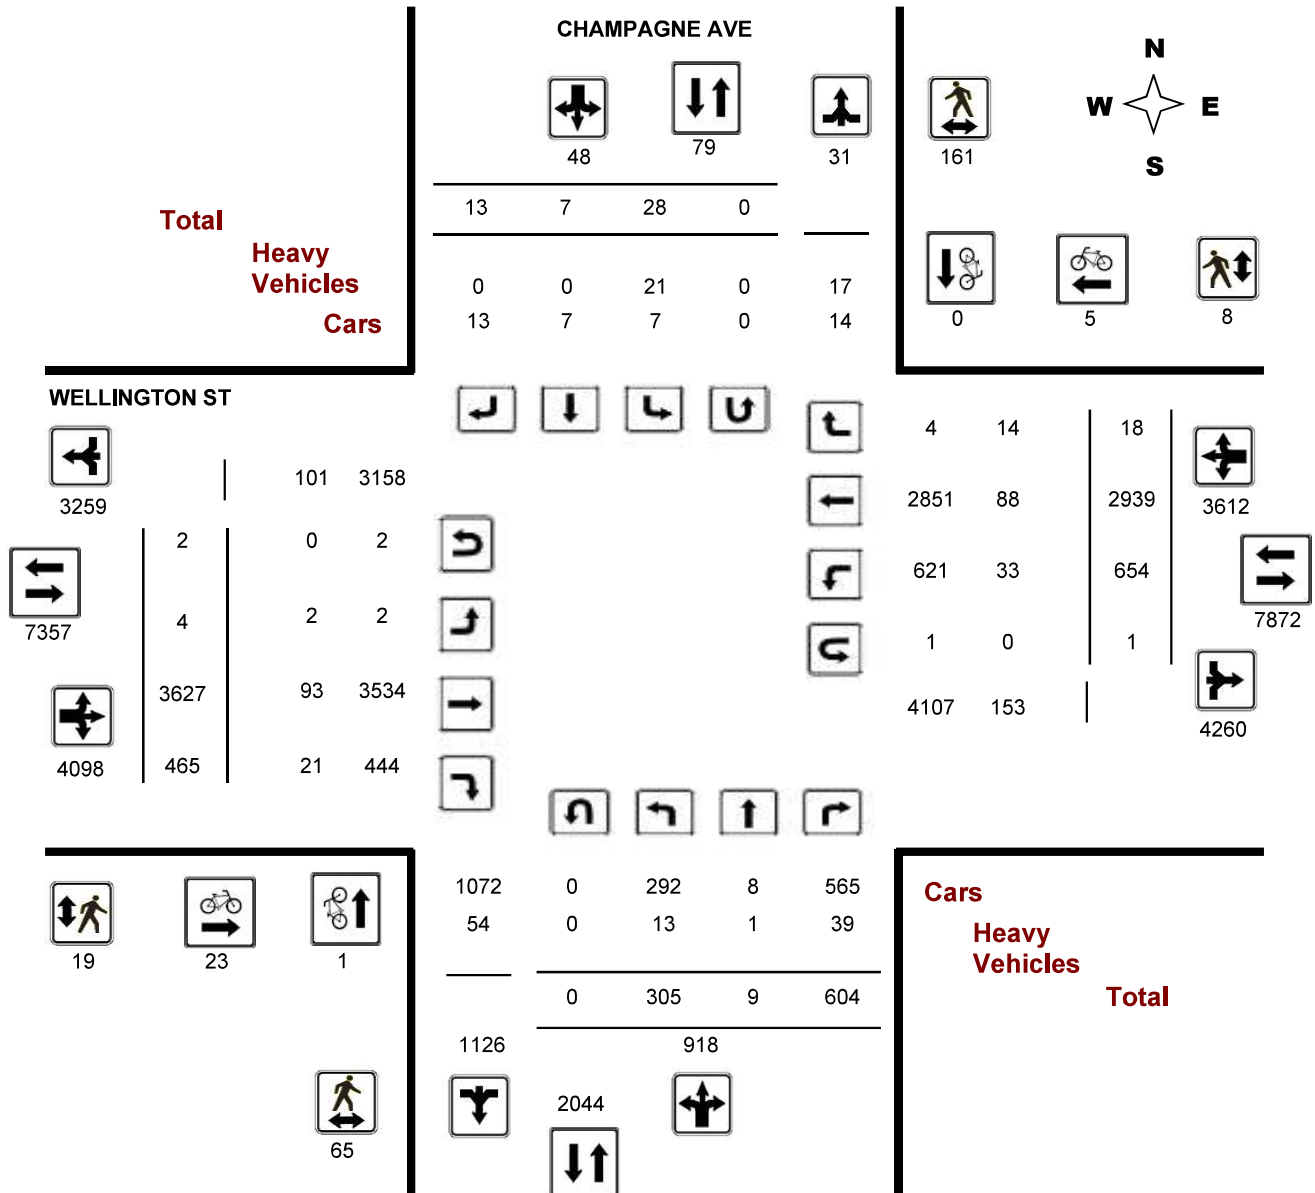 CHAMPAGNE AVE
N
W E
S
48 79 31 161
13 7 28 0
Total
Heavy
Vehicles
0 0 21 0 17
Cars
13 7 7 0 14
0 5 8
WELLINGTON ST
3259
101 3158
2 0 2
7357
4 2 2
3627 93 3534
4098
465 21 444
4 14 18
2851 88 2939
3612
621 33 654
7872
1 0 1
4107 153
4260
19 23 1
1072 0 292 8 565
54 0 13 1 39
0 305 9 604
1126 918
2044
65
Cars
Heavy
Vehicles
Total